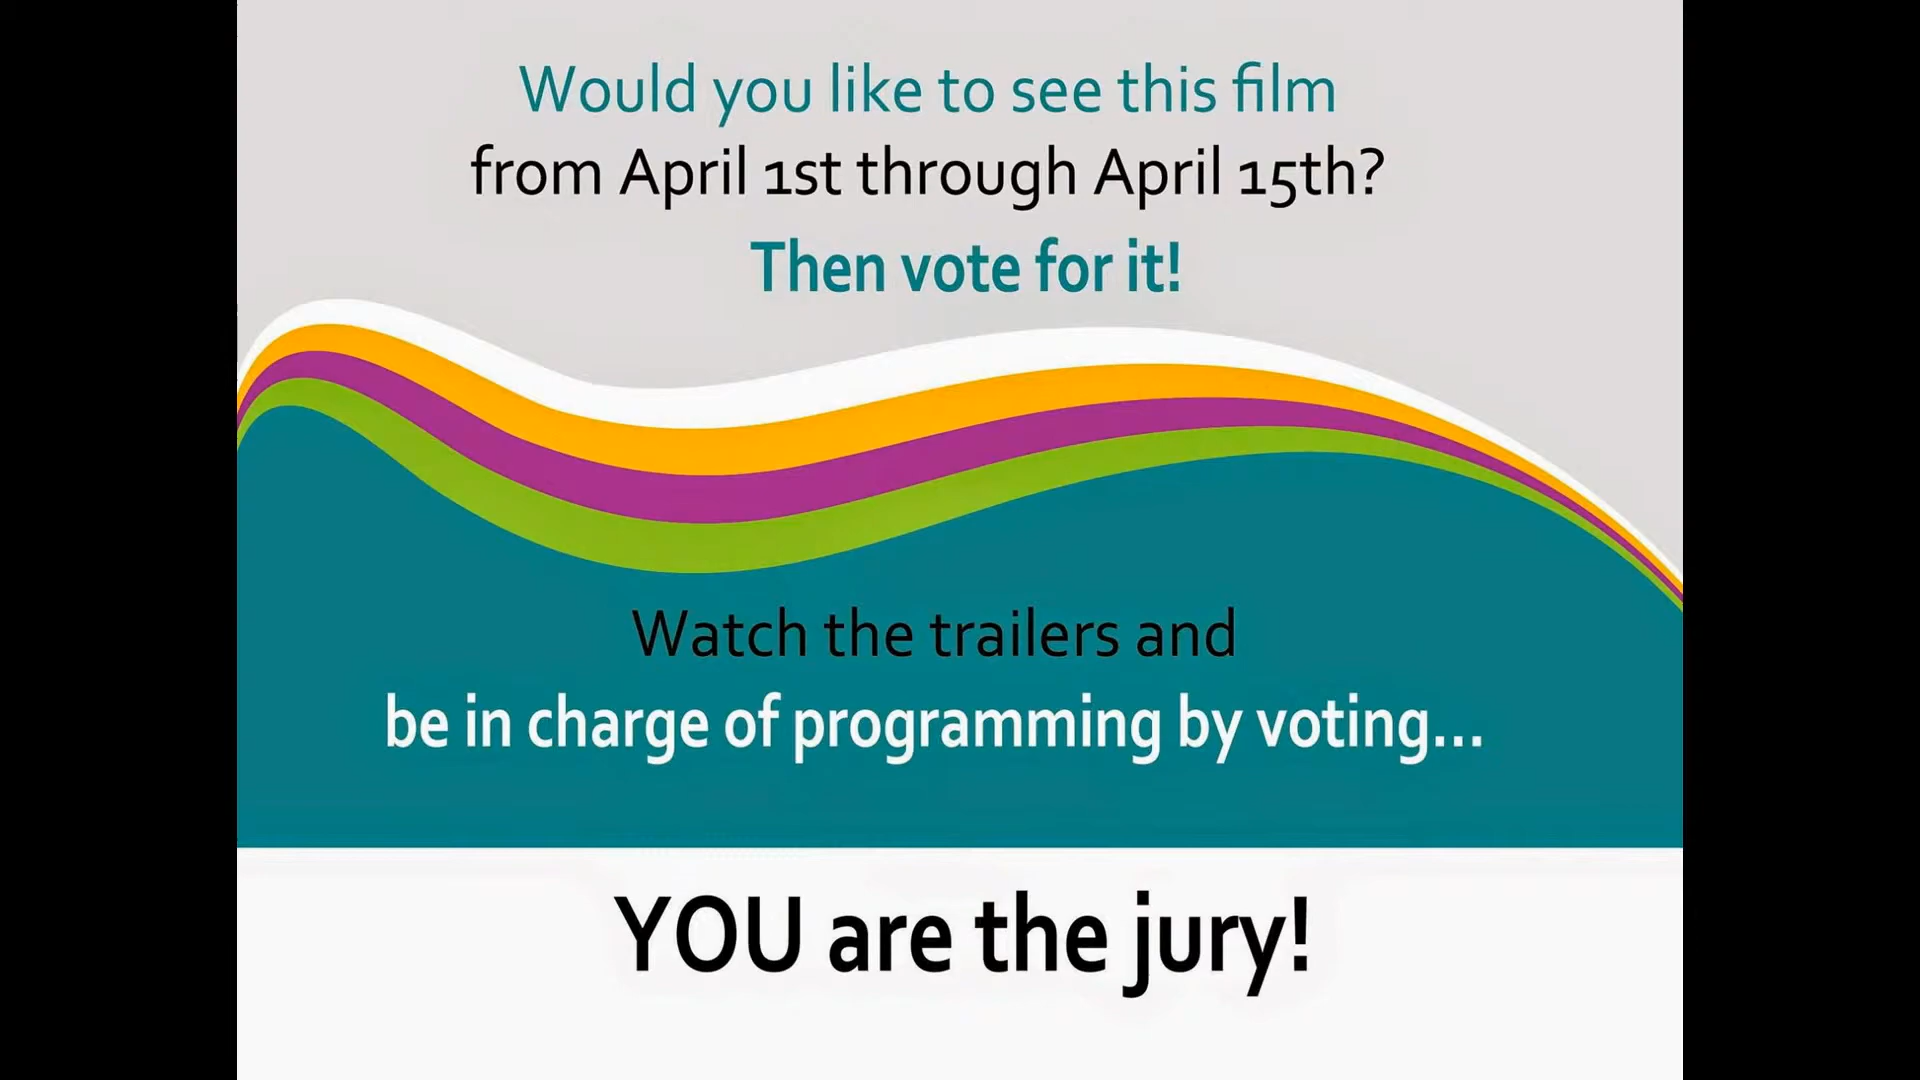 Would you like to see this film
from April 1st through April 15th?
Then vote for it!
Watch the trailers and
be in charge of programming by voting...
YOU are the jury!